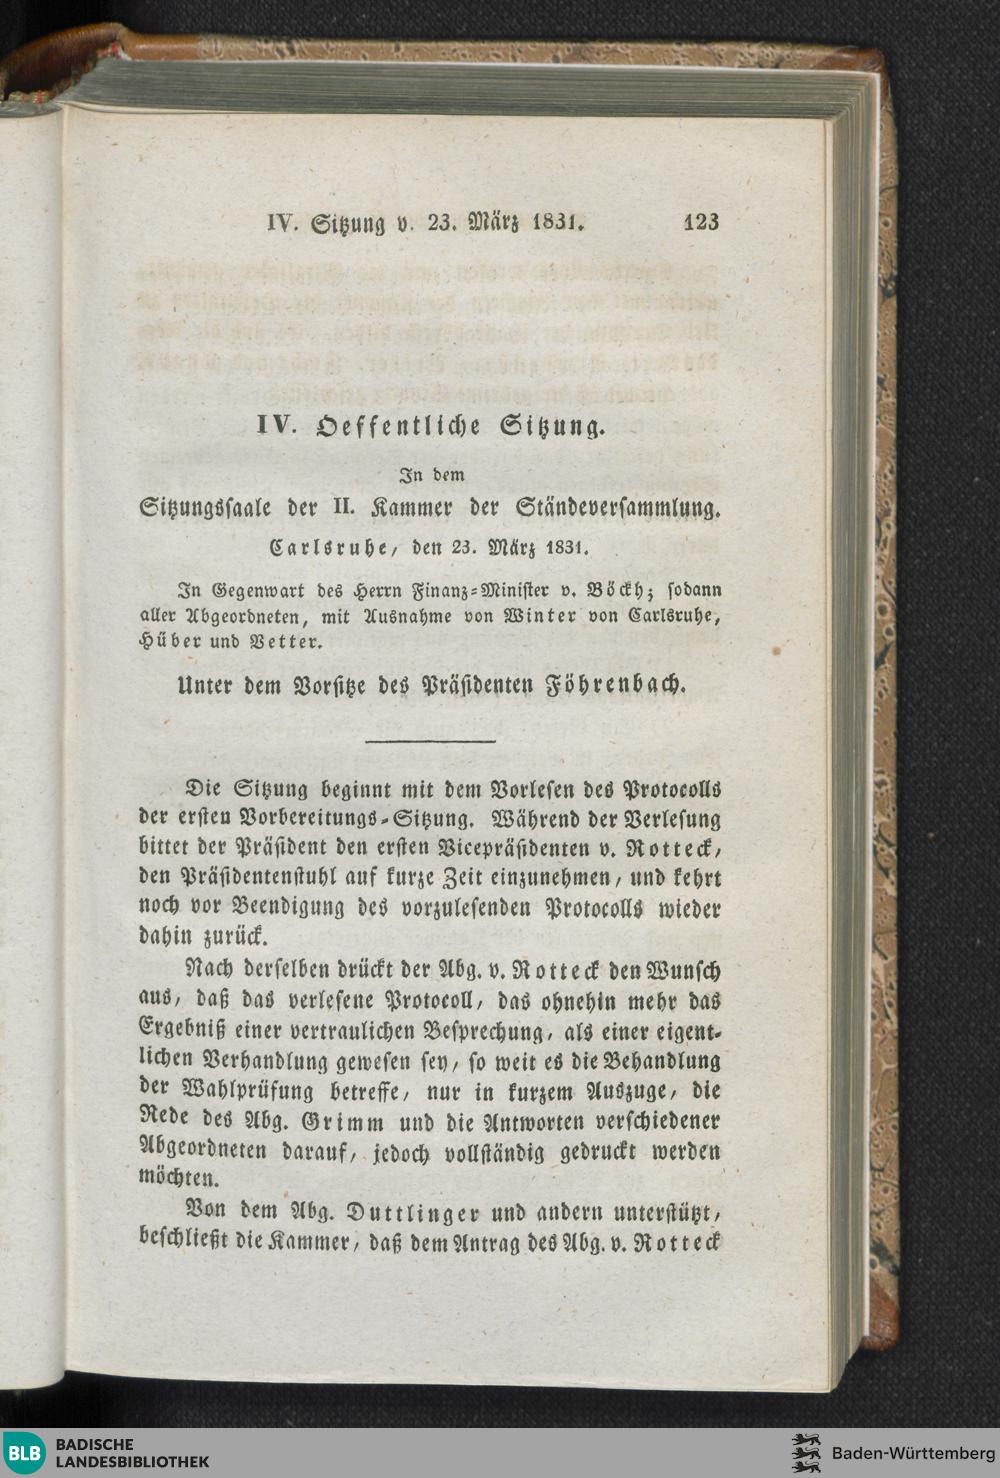 IV. Sitzung v. 23. März 1831. 123
IV. Oeffentliche Sitzung.
In dem
Sitzungssaale der II. Kammer der Ständeversammlung.
Carlsruhe, den 23. März 1831.
In Gegenwart des Herrn Finanz-Minister v. Böckh; sodann
aller Abgeordneten, mit Ausnahme von Winter von Carlsruhe,
Hüber und Vetter.
Unter dem Vorsitze des Präsidenten Föhrenbach.
Die Sitzung beginnt mit dem Vorlesen des Protocolls
der ersten Vorbereitungs-Sitzung. Während der Verlesung
bittet der Präsident den ersten Vicepräsidenten v. Rotteck,
den Präsidentenstuhl auf kurze Zeit einzunehmen, und kehrt
noch vor Beendigung des vorzulesenden Protocolls wieder
dahin zurück.
Nach derselben drückt der Abg. v. Rotteck den Wunsch
aus, daß das verlesene Protocoll, das ohnehin mehr das
Ergebniß einer vertraulichen Besprechung, als einer eigent-
lichen Verhandlung gewesen sey, so weit es die Behandlung
der Wahlprüfung betreffe, nur in kurzem Auszuge, die
Rede des Abg. Grimm und die Antworten verschiedener
Abgeordneten darauf, jedoch vollständig gedruckt werden
möchten.
Von dem Abg. Duttlinger und andern unterstützt,
beschließt die Kammer, daß dem Antrag des Abg. v. Rotteck
BLB BADISCHE
LANDESBIBLIOTHEK
Baden-Württemberg